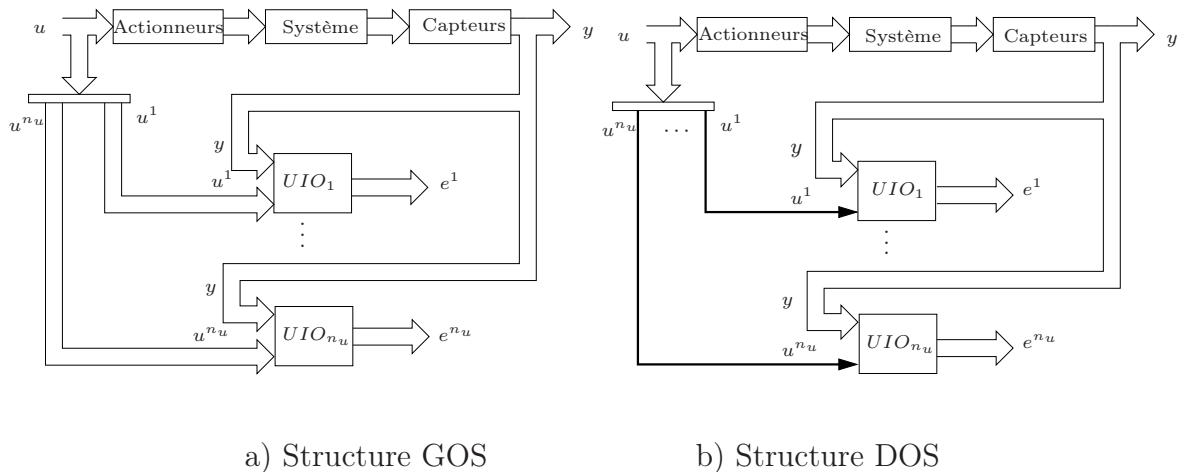 u Actionneurs Système Capteurs y
u^{n_u} u^1
y
u^1 UIO_1 e^1
⋮
y
u^{n_u} UIO_{n_u} e^{n_u}
a) Structure GOS
u Actionneurs Système Capteurs y
u^{n_u} ... u^1
y
u^1 UIO_1 e^1
⋮
y
u^{n_u} UIO_{n_u} e^{n_u}
b) Structure DOS